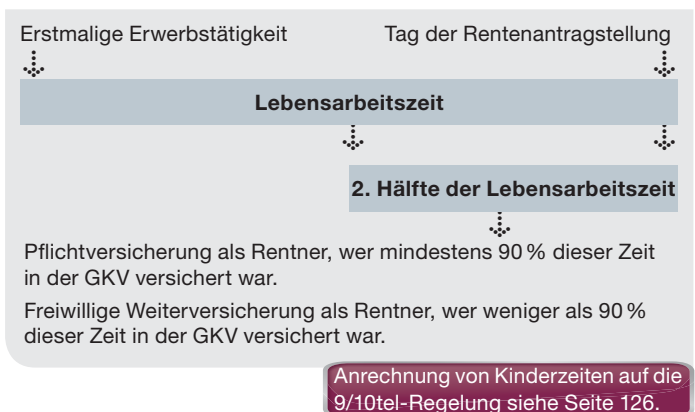 Erstmalige Erwerbstätigkeit
Tag der Rentenantragstellung
Lebensarbeitszeit
2. Hälfte der Lebensarbeitszeit
Pflichtversicherung als Rentner, wer mindestens 90 % dieser Zeit
in der GKV versichert war.
Freiwillige Weiterversicherung als Rentner, wer weniger als 90 %
dieser Zeit in der GKV versichert war.
Anrechnung von Kinderzeiten auf die
9/10tel-Regelung siehe Seite 126.